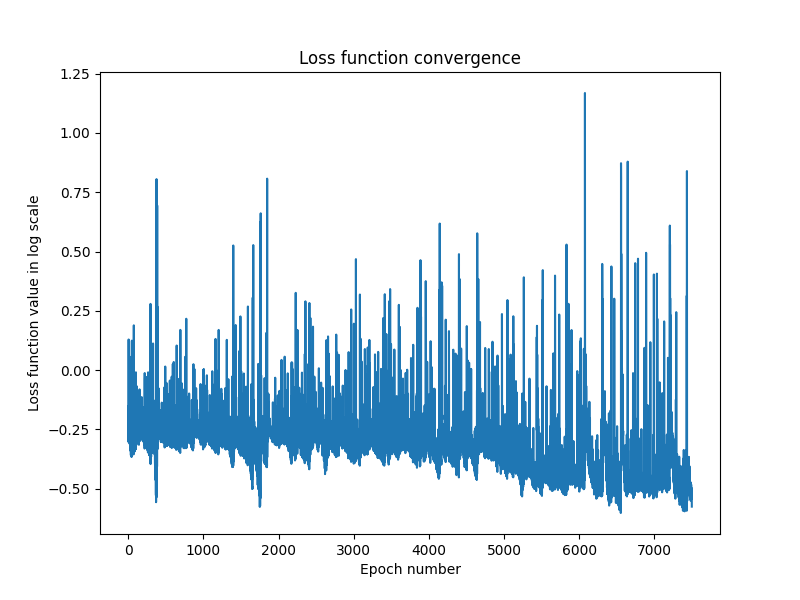 Loss function convergence
1.25
1.00
0.75
0.50
0.25
0.00
−0.25
−0.50
Loss function value in log scale
0 1000 2000 3000 4000 5000 6000 7000
Epoch number